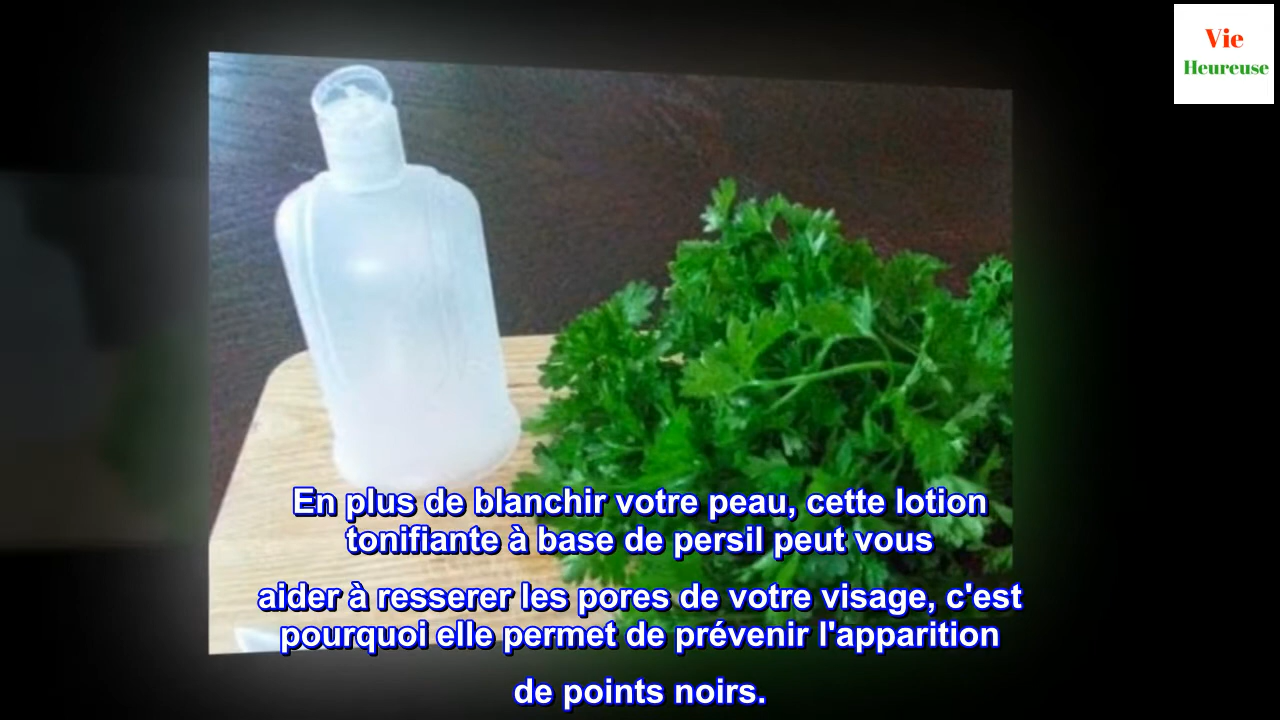 Vie
Heureuse
En plus de blanchir votre peau, cette lotion
tonifiante à base de persil peut vous
aider à resserer les pores de votre visage, c'est
pourquoi elle permet de prévenir l'apparition
de points noirs.